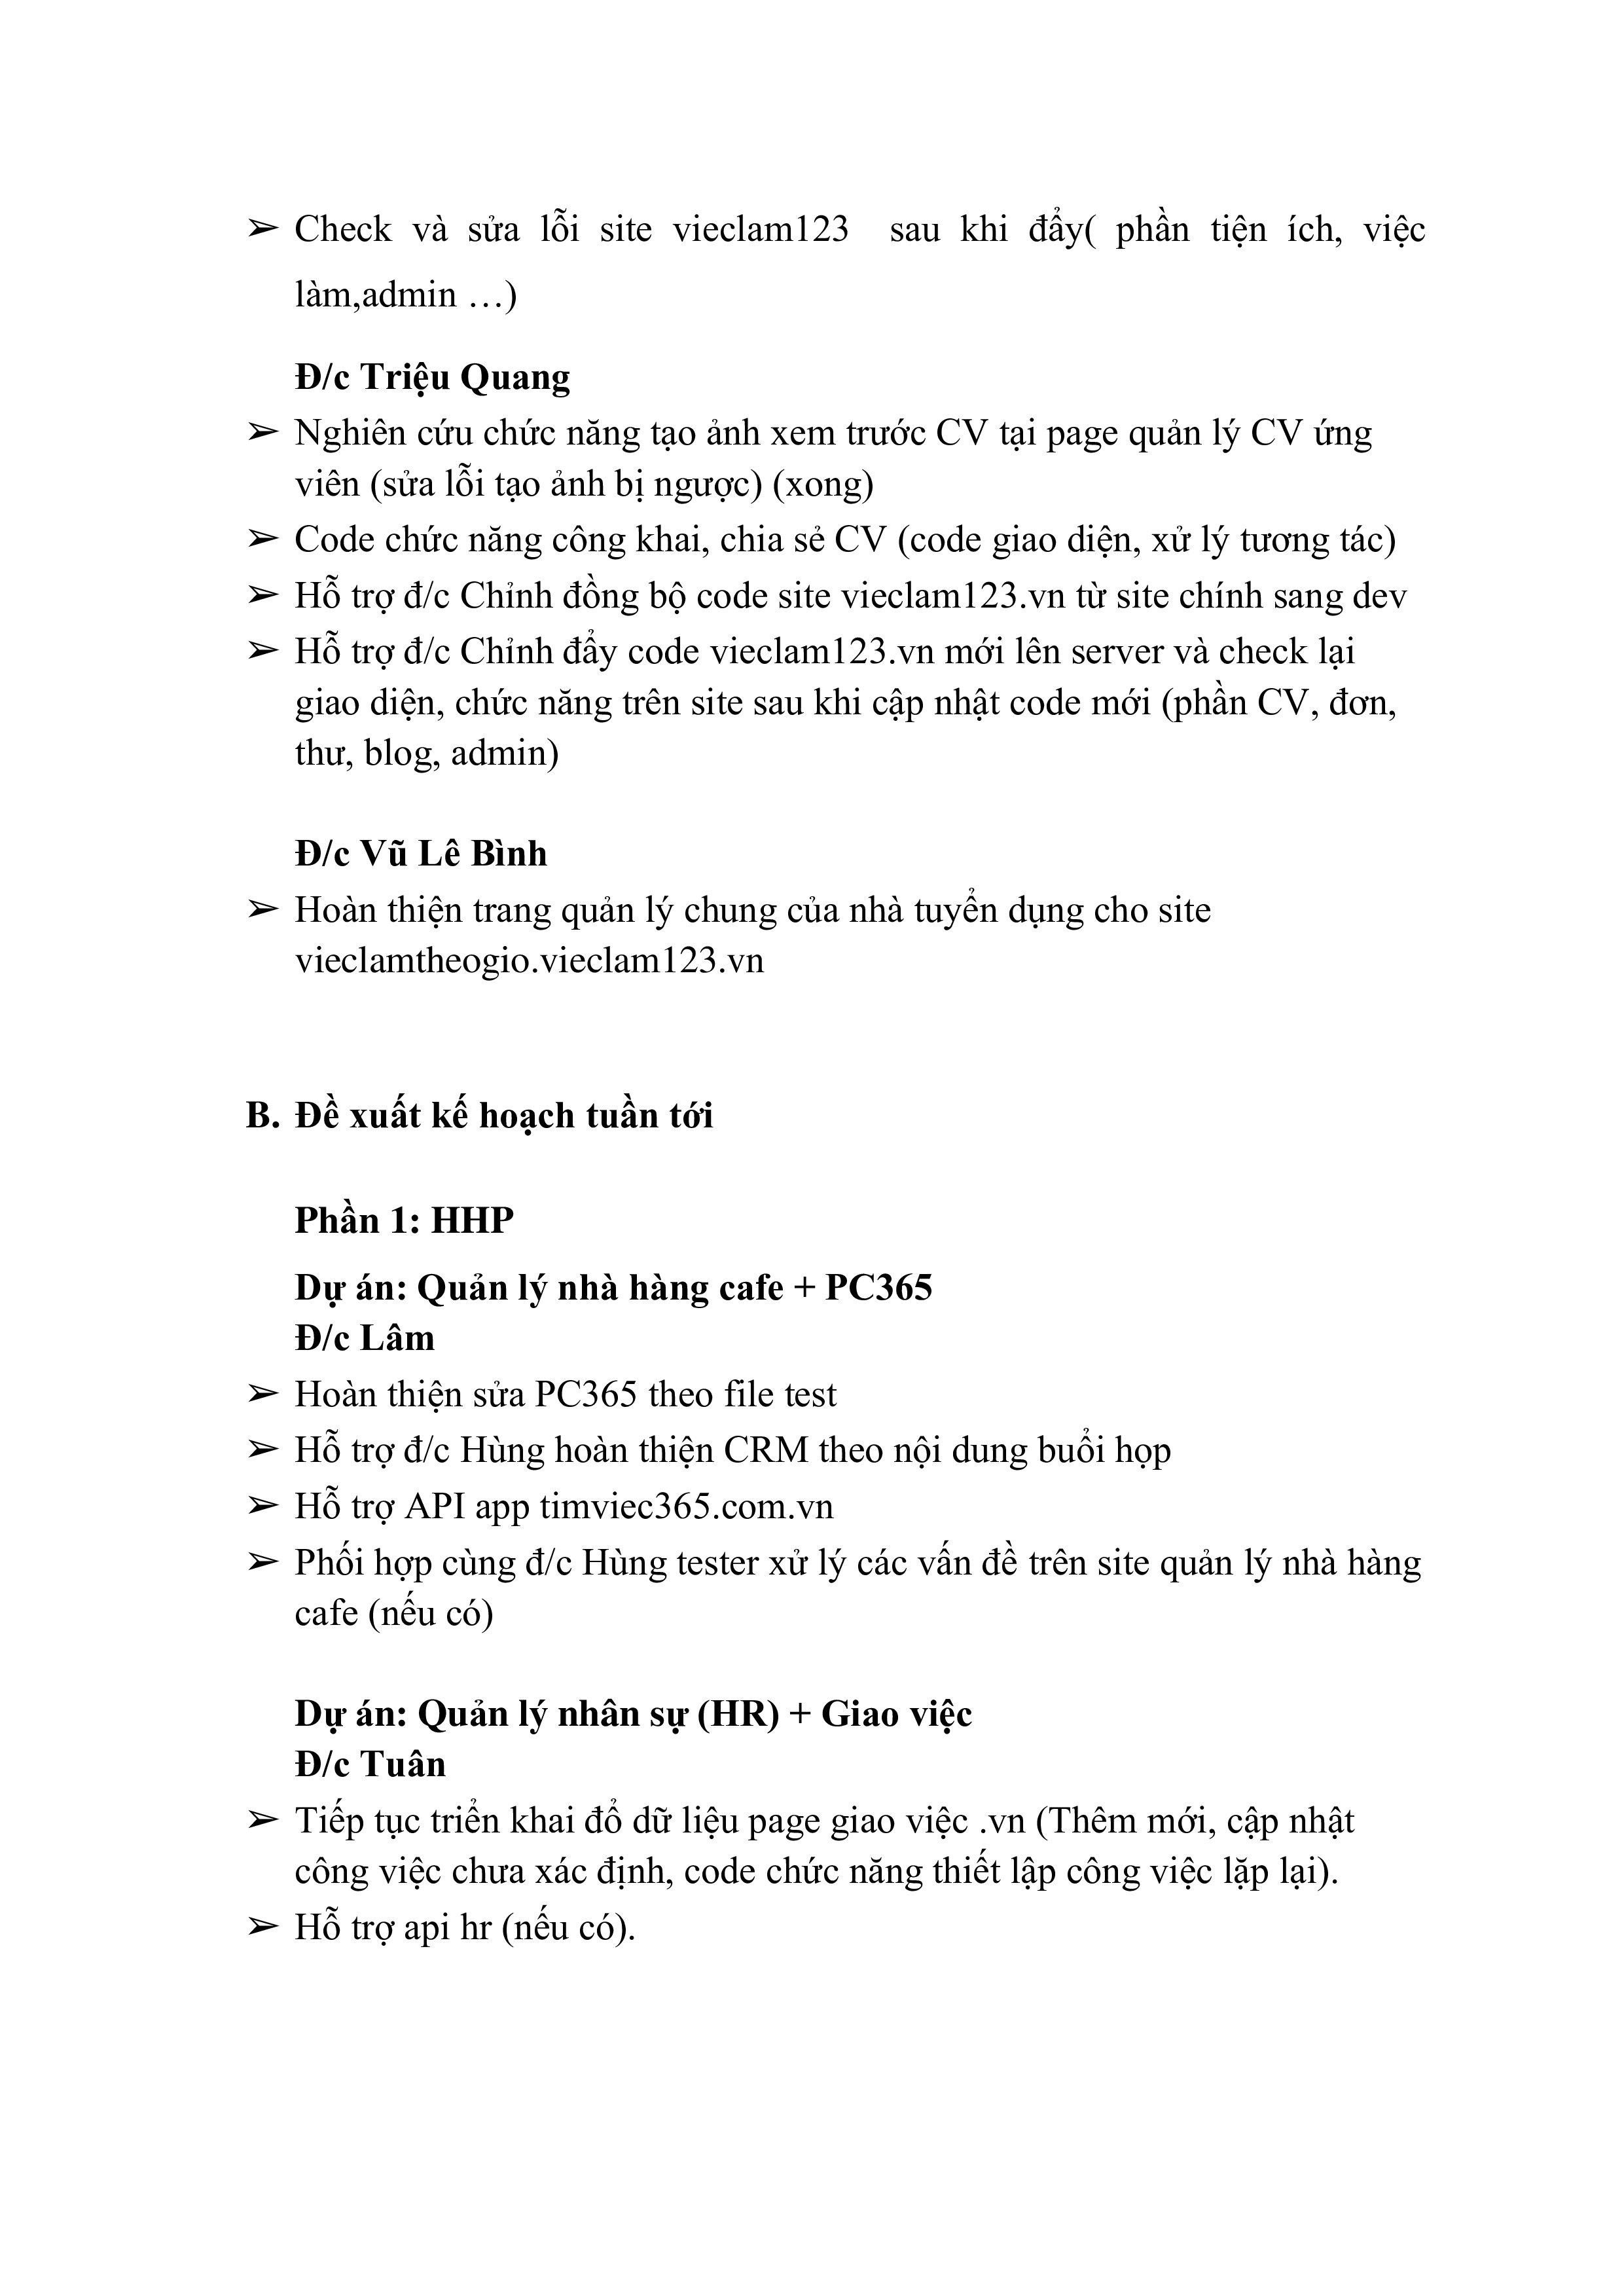 ➢ Check và sửa lỗi site vieclam123  sau khi đẩy( phần tiện ích, việc
làm,admin …)
Đ/c Triệu Quang
➢ Nghiên cứu chức năng tạo ảnh xem trước CV tại page quản lý CV ứng
viên (sửa lỗi tạo ảnh bị ngược) (xong)
➢ Code chức năng công khai, chia sẻ CV (code giao diện, xử lý tương tác)
➢ Hỗ trợ đ/c Chỉnh đồng bộ code site vieclam123.vn từ site chính sang dev
➢ Hỗ trợ đ/c Chỉnh đẩy code vieclam123.vn mới lên server và check lại
giao diện, chức năng trên site sau khi cập nhật code mới (phần CV, đơn,
thư, blog, admin)
Đ/c Vũ Lê Bình
➢ Hoàn thiện trang quản lý chung của nhà tuyển dụng cho site
vieclamtheogio.vieclam123.vn
B. Đề xuất kế hoạch tuần tới
Phần 1: HHP
Dự án: Quản lý nhà hàng cafe + PC365
Đ/c Lâm
➢ Hoàn thiện sửa PC365 theo file test
➢ Hỗ trợ đ/c Hùng hoàn thiện CRM theo nội dung buổi họp
➢ Hỗ trợ API app timviec365.com.vn
➢ Phối hợp cùng đ/c Hùng tester xử lý các vấn đề trên site quản lý nhà hàng
cafe (nếu có)
Dự án: Quản lý nhân sự (HR) + Giao việc
Đ/c Tuân
➢ Tiếp tục triển khai đổ dữ liệu page giao việc .vn (Thêm mới, cập nhật
công việc chưa xác định, code chức năng thiết lập công việc lặp lại).
➢ Hỗ trợ api hr (nếu có).